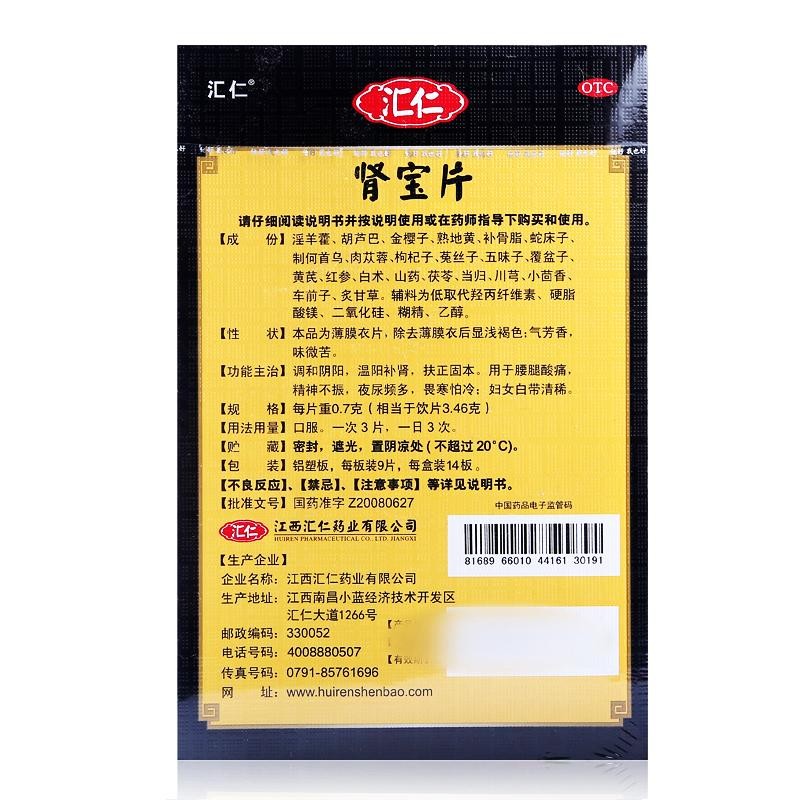 汇仁®
汇仁
OTC
肾宝片
请仔细阅读说明书并按说明使用或在药师指导下购买和使用。
【成 份】淫羊藿、胡芦巴、金樱子、熟地黄、补骨脂、蛇床子、
制何首乌、肉苁蓉、枸杞子、菟丝子、五味子、覆盆子、
黄芪、红参、白术、山药、茯苓、当归、川芎、小茴香、
车前子、炙甘草。辅料为低取代羟丙纤维素、硬脂
酸镁、二氧化硅、糊精、乙醇。
【性 状】本品为薄膜衣片，除去薄膜衣后显浅褐色；气芳香，
味微苦。
【功能主治】调和阴阳，温阳补肾，扶正固本。用于腰腿酸痛，
精神不振，夜尿频多，畏寒怕冷；妇女白带清稀。
【规 格】每片重0.7克（相当于饮片3.46克）
【用法用量】口服。一次3片，一日3次。
【贮 藏】密封，遮光，置阴凉处（不超过20°C）。
【包 装】铝塑板，每板装9片，每盒装14板。
【不良反应】、【禁忌】、【注意事项】等详见说明书。
【批准文号】国药准字Z20080627
中国药品电子监管码
81689 66010 44161 30191
汇仁
江西汇仁药业有限公司
HUIREN PHARMACEUTICAL CO., LTD. JIANGXI
【生产企业】
企业名称：江西汇仁药业有限公司
生产地址：江西南昌小蓝经济技术开发区
汇仁大道1266号
邮政编码：330052
电话号码：4008880507
传真号码：0791-85761696
网 址：www.huirenshenbao.com
【产
【有效期